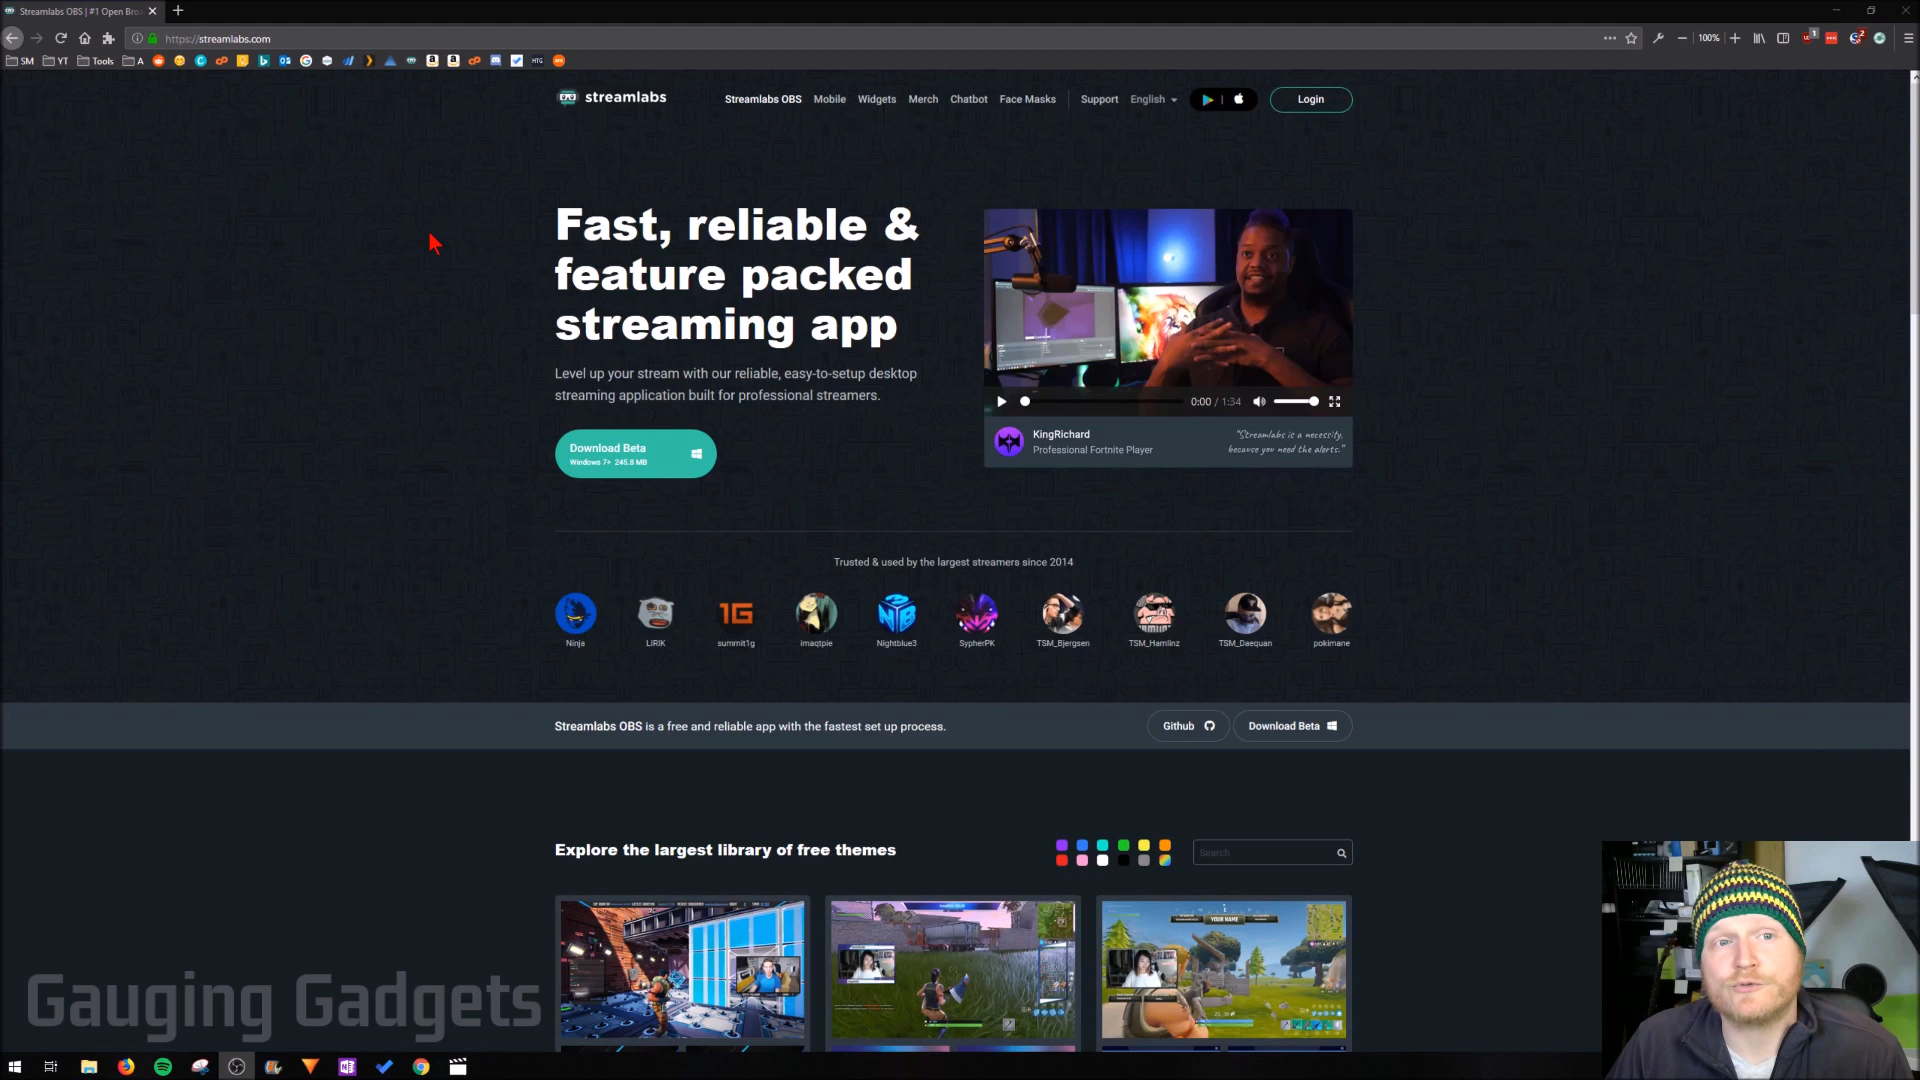 Streamlabs OBS | #1 Open Bro
https://streamlabs.com
100%
SM
YT
Tools
A
streamlabs
Streamlabs OBS
Mobile
Widgets
Merch
Chatbot
Face Masks
Support
English
Login
Fast, reliable &
feature packed
streaming app
Level up your stream with our reliable, easy-to-setup desktop
streaming application built for professional streamers.
Download Beta
Windows 7+ 245.8 MB
0:00 / 1:34
KingRichard
Professional Fortnite Player
"Streamlabs is a necessity,
because you need the alerts."
Trusted & used by the largest streamers since 2014
1G
Ninja
LIRIK
summit1g
imaqtpie
Nightblue3
SypherPK
TSM_Bjergsen
TSM_Hamlinz
TSM_Daequan
pokimane
Streamlabs OBS is a free and reliable app with the fastest set up process.
Github
Download Beta
Explore the largest library of free themes
Search
YOUR NAME
Gauging Gadgets